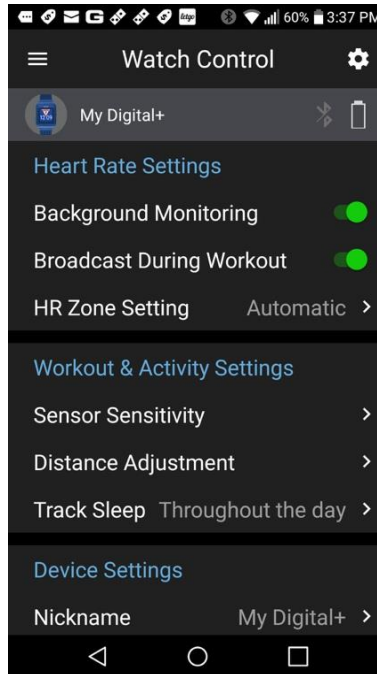 letgo 60% 3:37 PM
Watch Control
My Digital+
Heart Rate Settings
Background Monitoring
Broadcast During Workout
HR Zone Setting Automatic
Workout & Activity Settings
Sensor Sensitivity
Distance Adjustment
Track Sleep Throughout the day
Device Settings
Nickname My Digital+